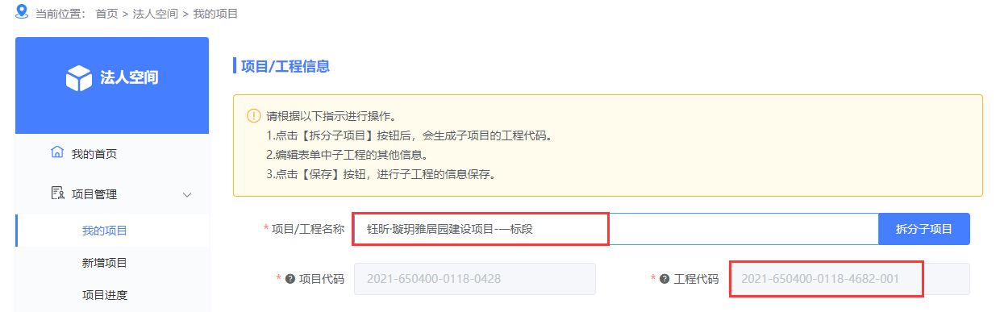 当前位置： 首页 > 法人空间 > 我的项目
法人空间
我的首页
项目管理
我的项目
新增项目
项目进度
项目/工程信息
请根据以下指示进行操作。
1.点击【拆分子项目】按钮后，会生成子项目的工程代码。
2.编辑表单中子工程的其他信息。
3.点击【保存】按钮，进行子工程的信息保存。
* 项目/工程名称 钰昕·璇玥雅居园建设项目-一标段 拆分子项目
* 项目代码 2021-650400-0118-0428 * 工程代码 2021-650400-0118-4682-001